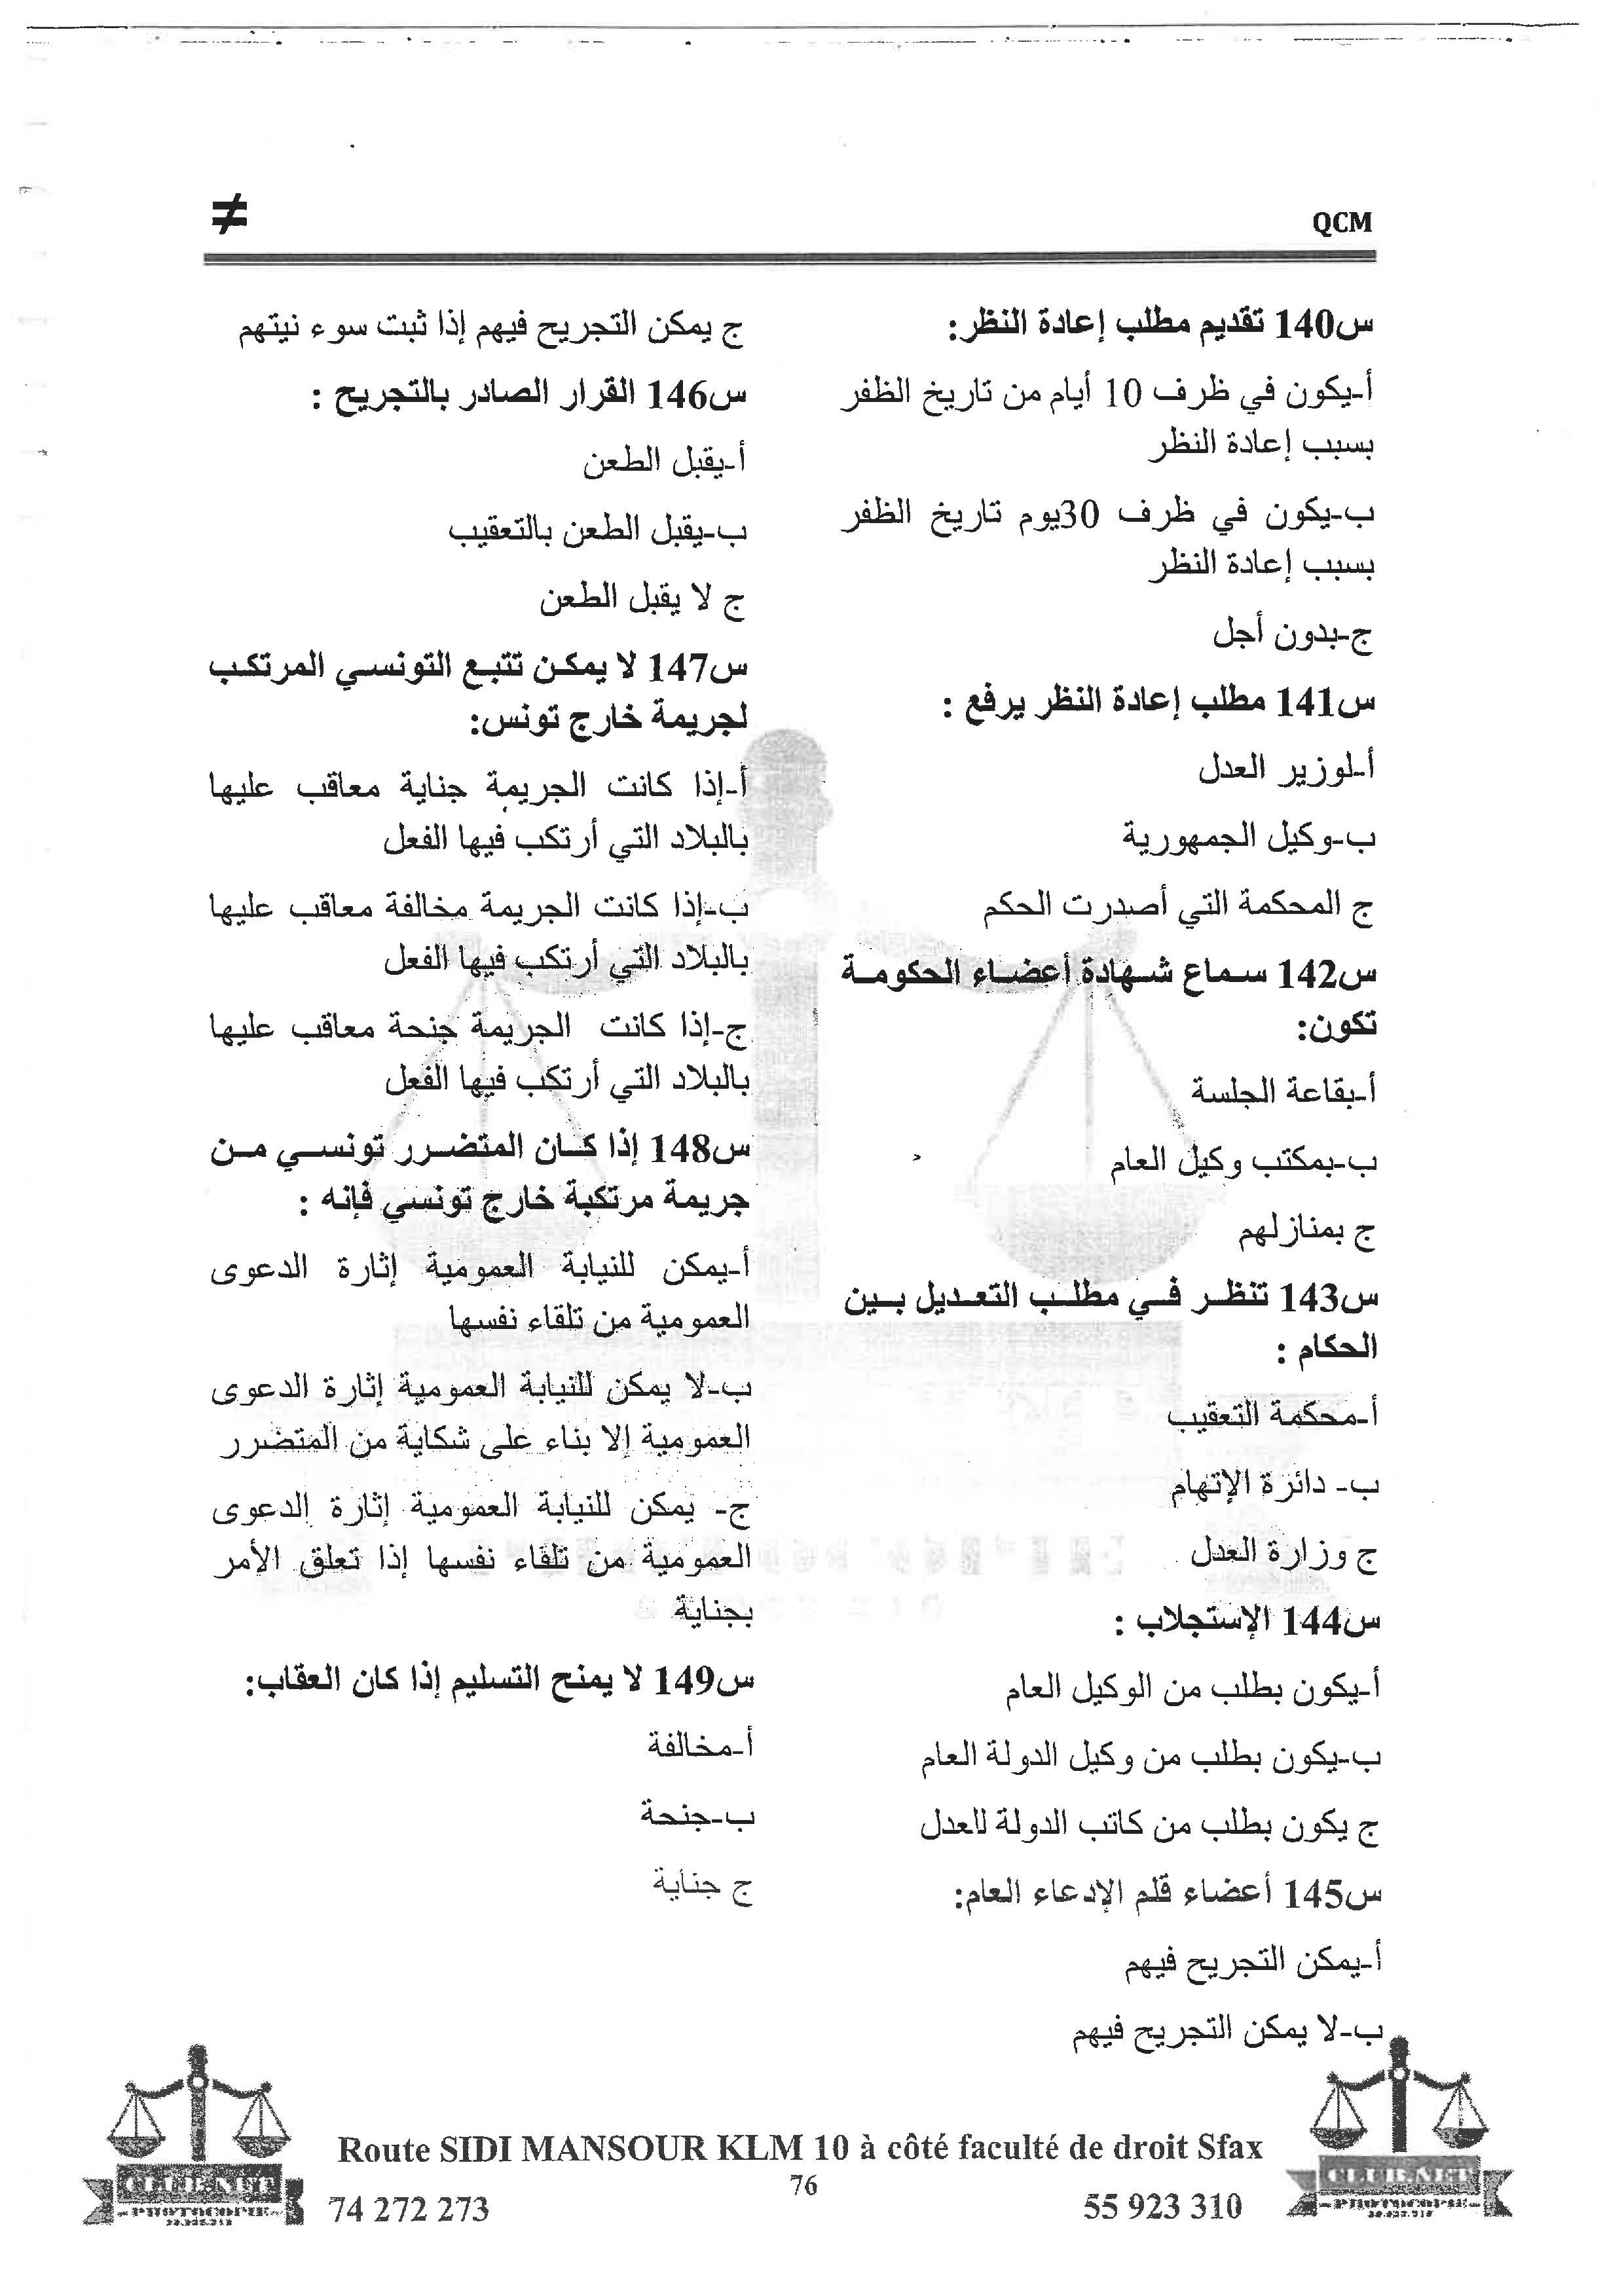 ≠
QCM
س140 تقديم مطلب إعادة النظر:
أ-يكون في ظرف 10 أيام من تاريخ الظفر
بسبب إعادة النظر
ب-يكون في ظرف 30يوم تاريخ الظفر
بسبب إعادة النظر
ج-بدون أجل
س141 مطلب إعادة النظر يرفع :
أ-لوزير العدل
ب-وكيل الجمهورية
ج المحكمة التي أصدرت الحكم
س142 سماع شهادة أعضاء الحكومة
تكون:
أ-بقاعة الجلسة
ب-بمكتب وكيل العام
ج بمنازلهم
س143 تنظر في مطلب التعديل بين
الحكام :
أ-محكمة التعقيب
ب- دائرة الإتهام
ج وزارة العدل
س144 الإستجلاب :
أ-يكون بطلب من الوكيل العام
ب-يكون بطلب من وكيل الدولة العام
ج يكون بطلب من كاتب الدولة للعدل
س145 أعضاء قلم الإدعاء العام:
أ-يمكن التجريح فيهم
ب-لا يمكن التجريح فيهم
ج يمكن التجريح فيهم إذا ثبت سوء نيتهم
س146 القرار الصادر بالتجريح :
أ-يقبل الطعن
ب-يقبل الطعن بالتعقيب
ج لا يقبل الطعن
س147 لا يمكن تتبع التونسي المرتكب
لجريمة خارج تونس:
أ-إذا كانت الجريمة جناية معاقب عليها
بالبلاد التي أرتكب فيها الفعل
ب-إذا كانت الجريمة مخالفة معاقب عليها
بالبلاد التي أرتكب فيها الفعل
ج-إذا كانت الجريمة جنحة معاقب عليها
بالبلاد التي أرتكب فيها الفعل
س148 إذا كان المتضرر تونسي من
جريمة مرتكبة خارج تونسي فإنه :
أ-يمكن للنيابة العمومية إثارة الدعوى
العمومية من تلقاء نفسها
ب-لا يمكن للنيابة العمومية إثارة الدعوى
العمومية إلا بناء على شكاية من المتضرر
ج- يمكن للنيابة العمومية إثارة الدعوى
العمومية من تلقاء نفسها إذا تعلق الأمر
بجناية
س149 لا يمنح التسليم إذا كان العقاب:
أ-مخالفة
ب-جنحة
ج جناية
Route SIDI MANSOUR KLM 10 à côté faculté de droit Sfax
76
74 272 273
55 923 310
CLUB.NET
-PHOTOCOPIE-
CLUB.NET
-PHOTOCOPIE-